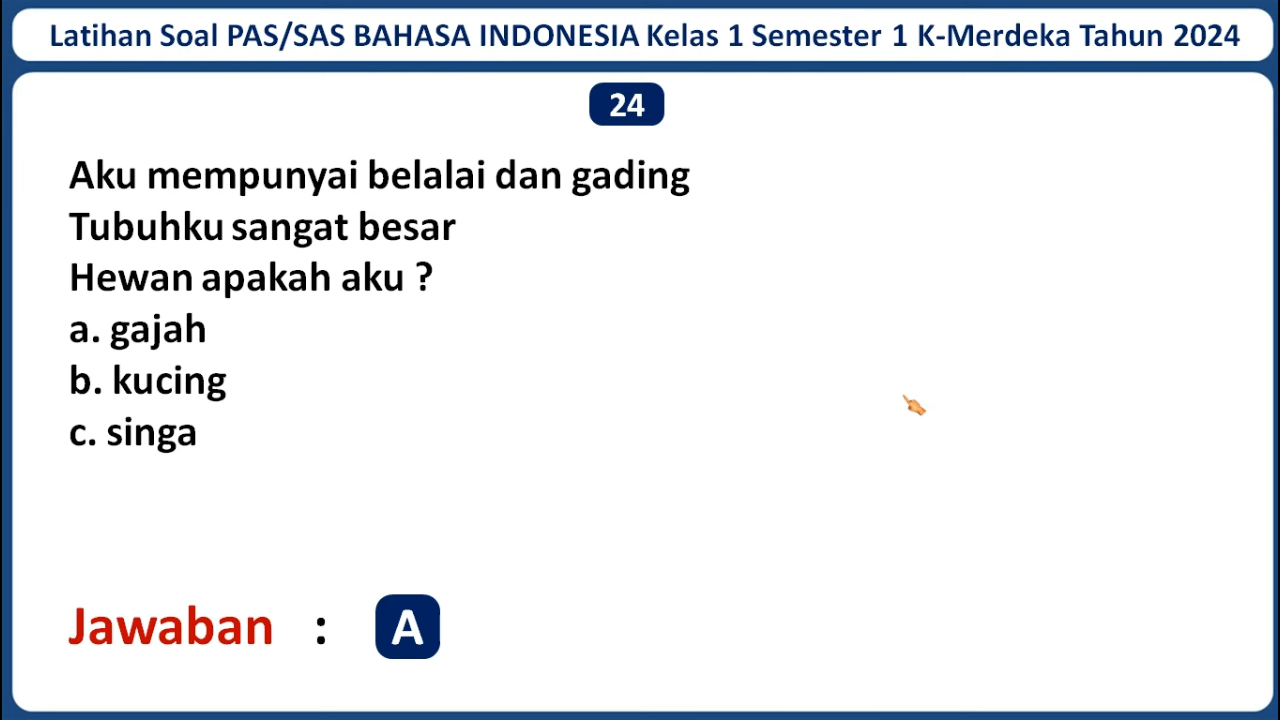 Latihan Soal PAS/SAS BAHASA INDONESIA Kelas 1 Semester 1 K-Merdeka Tahun 2024
24
Aku mempunyai belalai dan gading
Tubuhku sangat besar
Hewan apakah aku ?
a. gajah
b. kucing
c. singa
Jawaban : A